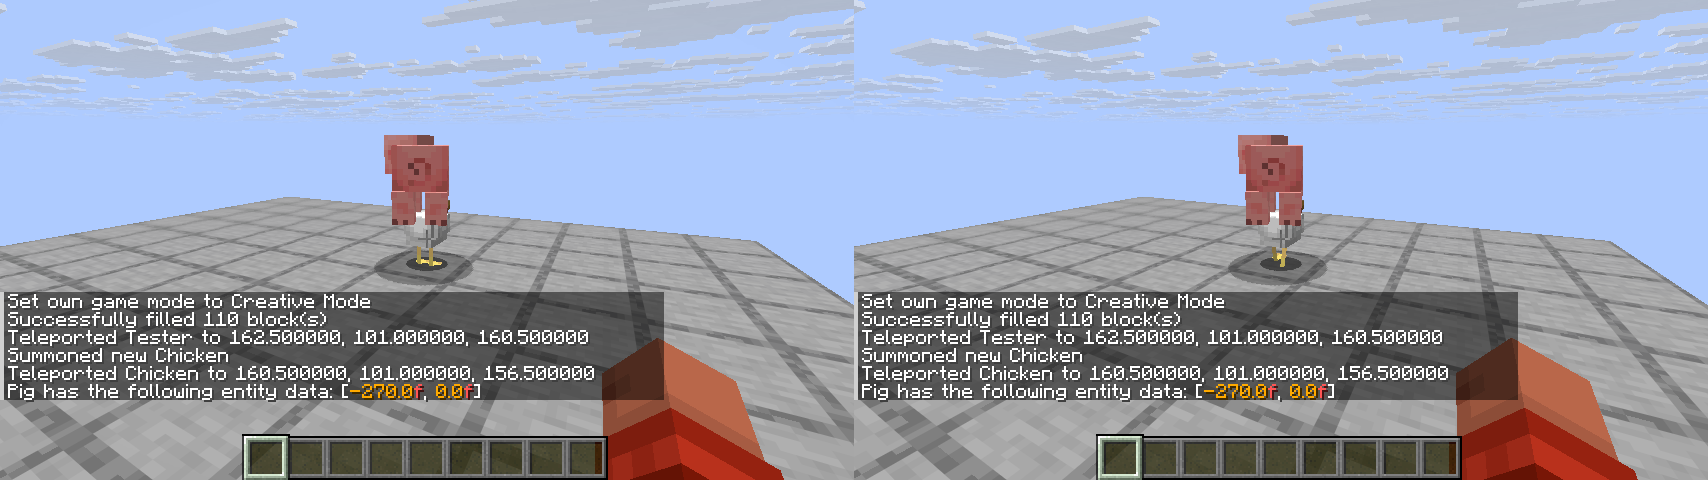 Set own game mode to Creative Mode
Successfully filled 110 block(s)
Teleported Tester to 162.500000, 101.000000, 160.500000
Summoned new Chicken
Teleported Chicken to 160.500000, 101.000000, 156.500000
Pig has the following entity data: [-270.0f, 0.0f]
Set own game mode to Creative Mode
Successfully filled 110 block(s)
Teleported Tester to 162.500000, 101.000000, 160.500000
Summoned new Chicken
Teleported Chicken to 160.500000, 101.000000, 156.500000
Pig has the following entity data: [-270.0f, 0.0f]